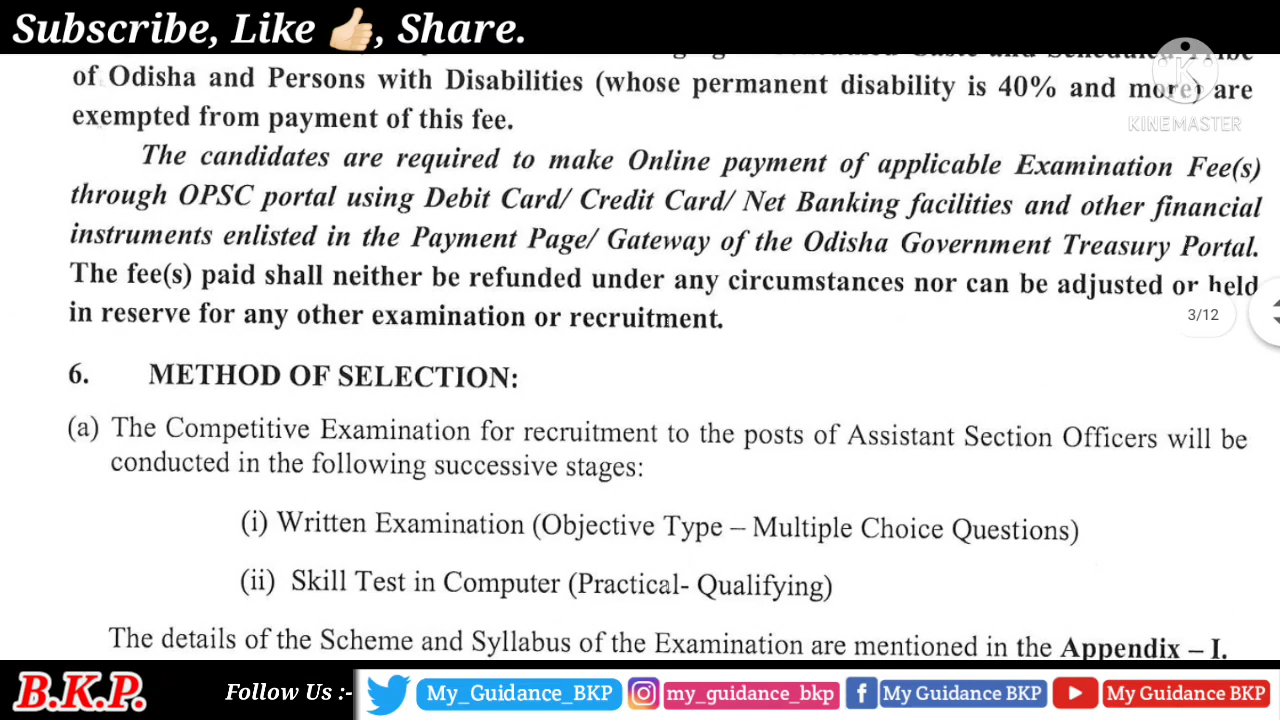 Subscribe, Like 👍🏻, Share.
Caste and Scheduled Tribe
of Odisha and Persons with Disabilities (whose permanent disability is 40% and more) are
exempted from payment of this fee.
KINEMASTER
The candidates are required to make Online payment of applicable Examination Fee(s)
through OPSC portal using Debit Card/ Credit Card/ Net Banking facilities and other financial
instruments enlisted in the Payment Page/ Gateway of the Odisha Government Treasury Portal.
The fee(s) paid shall neither be refunded under any circumstances nor can be adjusted or held
in reserve for any other examination or recruitment.
3/12
6. METHOD OF SELECTION:
(a) The Competitive Examination for recruitment to the posts of Assistant Section Officers will be
conducted in the following successive stages:
(i) Written Examination (Objective Type – Multiple Choice Questions)
(ii) Skill Test in Computer (Practical- Qualifying)
The details of the Scheme and Syllabus of the Examination are mentioned in the Appendix – I.
B.K.P. Follow Us :- My_Guidance_BKP my_guidance_bkp My Guidance BKP My Guidance BKP